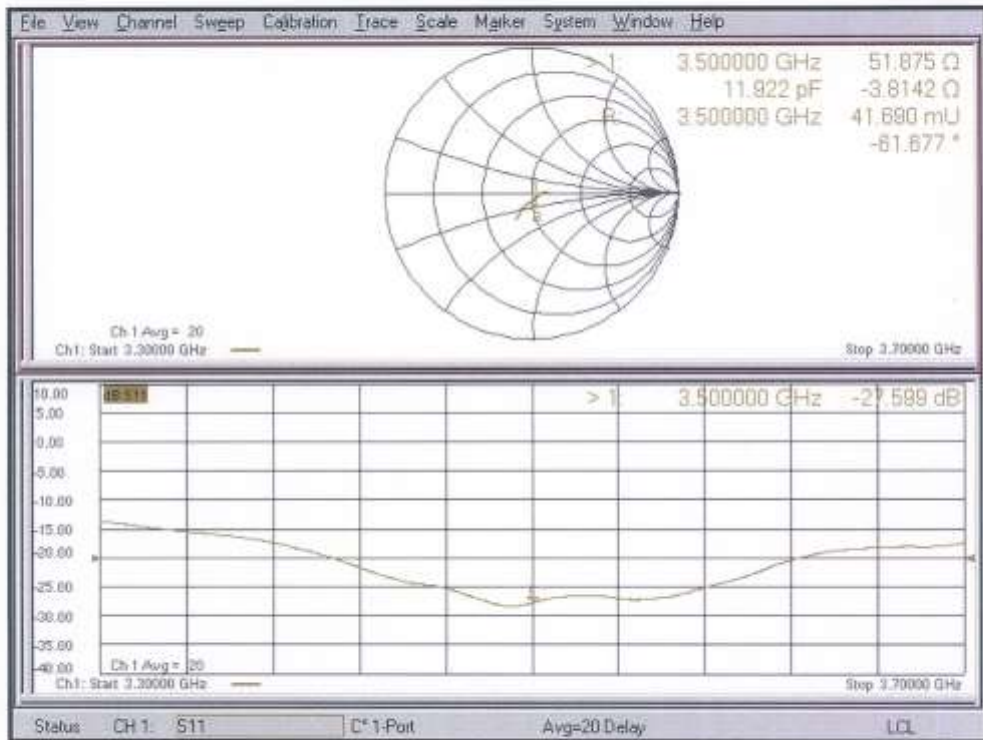 File View Channel Sweep Calibration Trace Scale Marker System Window Help
> 1 3.500000 GHz 51.875 Ω
11.922 pF -3.8142 Ω
3.500000 GHz 41.690 mU
-61.677 °
Ch 1 Avg = 20
Ch1: Start 3.30000 GHz
Stop 3.70000 GHz
10.00
dB S11
> 1: 3.500000 GHz -27.599 dB
5.00
0.00
-5.00
-10.00
-15.00
-20.00
-25.00
-30.00
-35.00
-40.00
Ch 1 Avg = 20
Ch1: Start 3.30000 GHz
Stop 3.70000 GHz
Status CH 1: S11 C* 1-Port Avg=20 Delay LCL